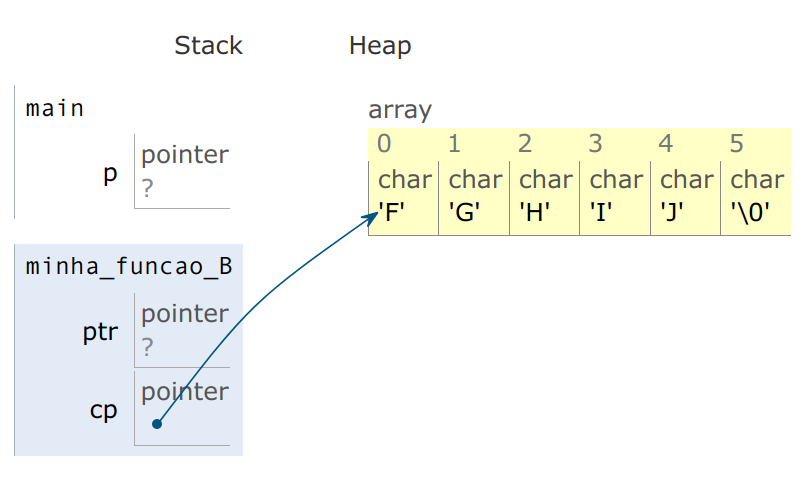 Stack Heap
main
p
pointer
?
array
0 1 2 3 4 5
char char char char char char
'F' 'G' 'H' 'I' 'J' '\0'
minha_funcao_B
ptr
pointer
?
cp
pointer